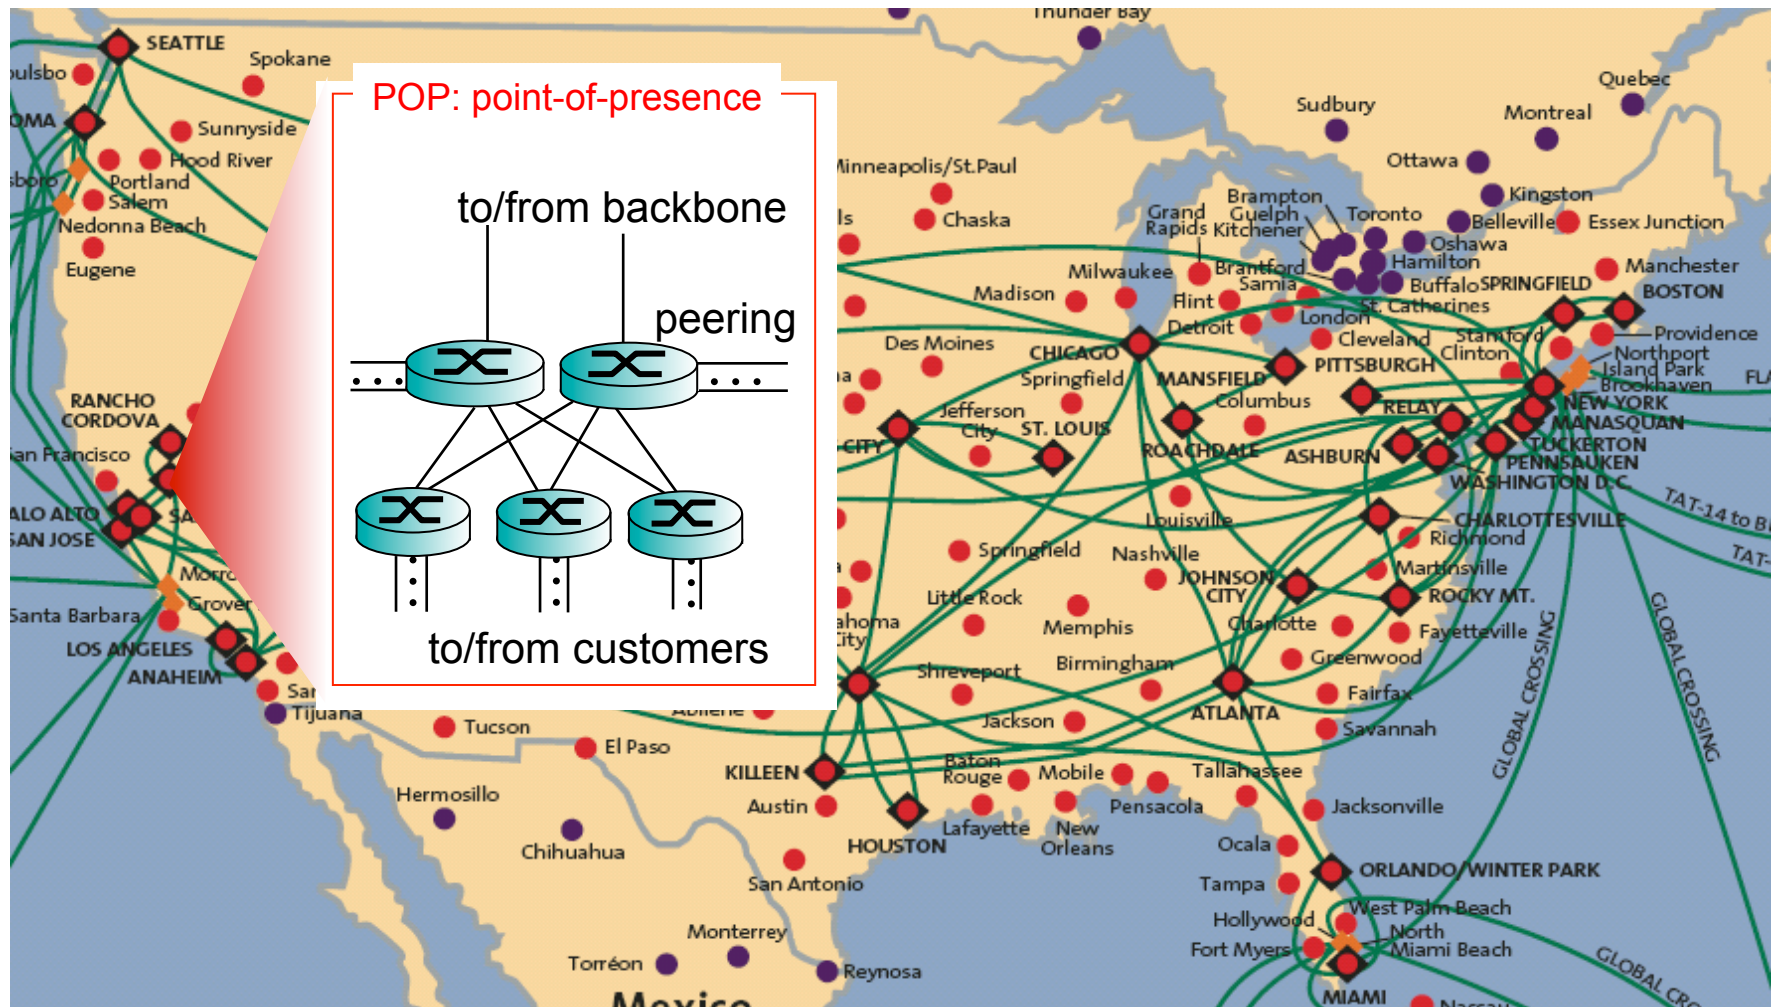 Thunder Bay
SEATTLE
Spokane
Quebec
POP: point-of-presence
Sudbury
Montreal
Sunnyside
Hood River
Ottawa
Portland
Salem
Minneapolis/St.Paul
Kingston
Brampton
Grand
Rapids
Guelph
Toronto
Belleville
Essex Junction
Chaska
Kitchener
Oshawa
Nedonna Beach
to/from backbone
Eugene
Milwaukee
Brantford
Hamilton
Manchester
Madison
Flint
Samia
Buffalo
SPRINGFIELD
BOSTON
peering
London
St. Catherines
Detroit
Cleveland
Stamford
Providence
Des Moines
CHICAGO
PITTSBURGH
Clinton
Northport
Island Park
Springfield
MANSFIELD
Brookhaven
RANCHO
CORDOVA
Columbus
RELAY
NEW YORK
Jefferson
City
ST. LOUIS
MANASQUAN
CITY
ROACHDALE
ASHBURN
TUCKERTON
PENNSAUKEN
WASHINGTON D.C.
San Francisco
TAT-14 to
Louisville
CHARLOTTESVILLE
SAN JOSE
Richmond
Springfield
Nashville
TAT-
JOHNSON
CITY
Martinsville
Grover
Little Rock
ROCKY MT.
Santa Barbara
Memphis
Charlotte
Fayetteville
GLOBAL CROSSING
GLOBAL CROSSING
LOS ANGELES
to/from customers
Greenwood
ANAHEIM
Shreveport
Birmingham
Fairfax
Tijuana
Tucson
Abilene
Jackson
ATLANTA
Savannah
El Paso
KILLEEN
Baton
Rouge
Mobile
Tallahassee
Hermosillo
Austin
Lafayette
New
Orleans
Pensacola
Jacksonville
Chihuahua
HOUSTON
Ocala
San Antonio
Tampa
ORLANDO/WINTER PARK
West Palm Beach
Hollywood
North
Miami Beach
Fort Myers
Monterrey
Torréon
Reynosa
GLOBAL
MIAMI
Nassau
Mexico